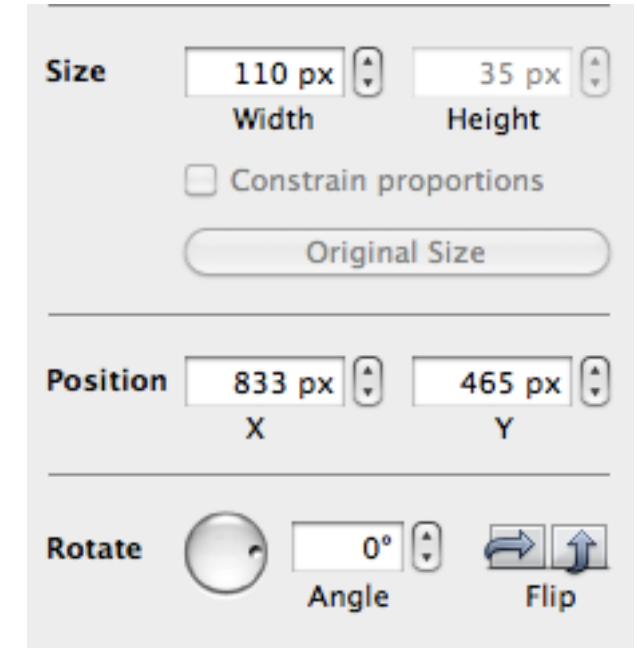 Size 110 px 35 px
Width Height
Constrain proportions
Original Size
Position 833 px 465 px
X Y
Rotate 0°
Angle Flip